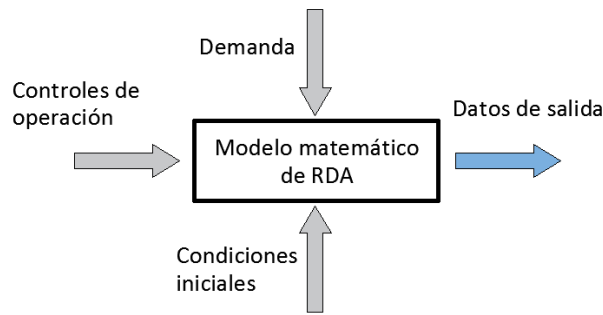 Demanda
Controles de
operación
Datos de salida
Modelo matemático
de RDA
Condiciones
iniciales